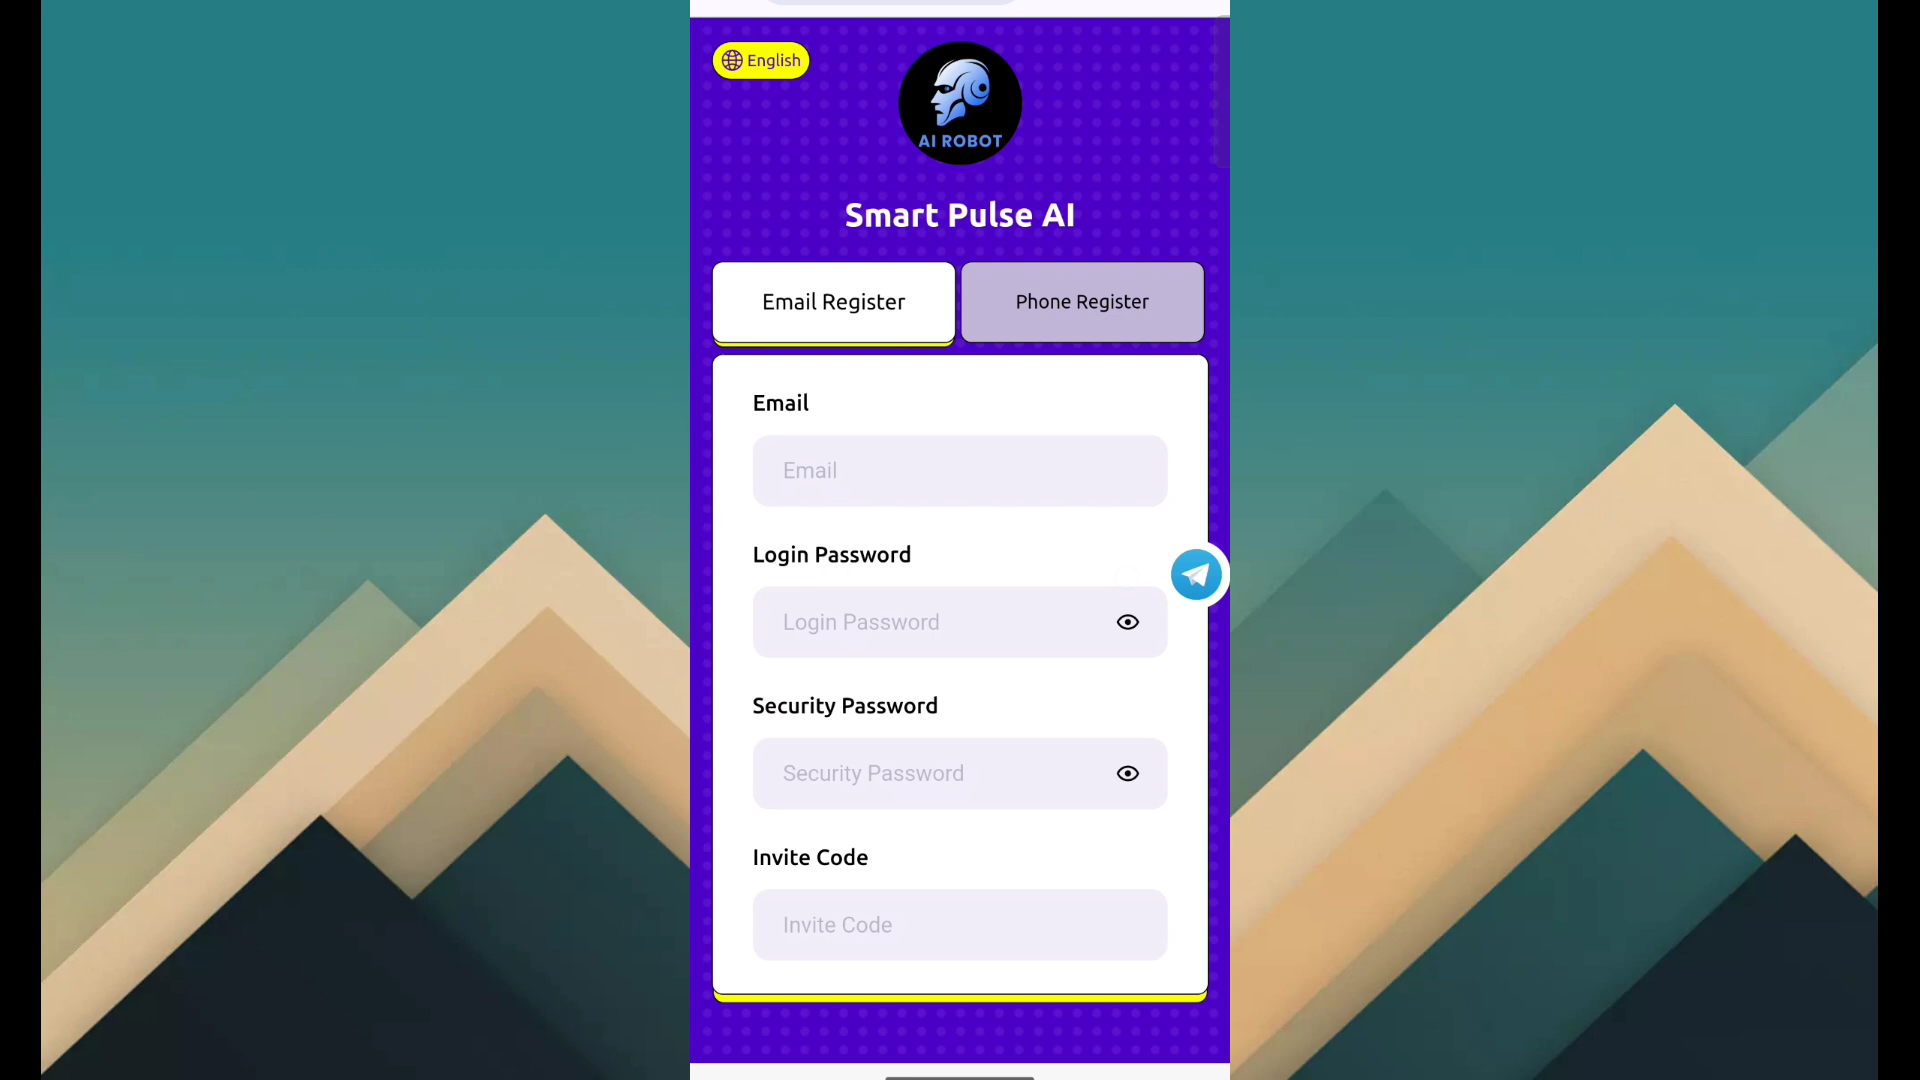 English
AI ROBOT
Smart Pulse AI
Email Register
Phone Register
Email
Email
Login Password
Login Password
Security Password
Security Password
Invite Code
Invite Code